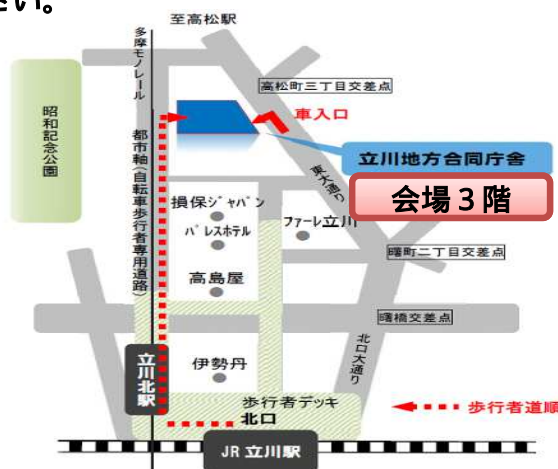 さい。
至高松駅
多摩モノレール
高松町三丁目交差点
昭和記念公園
車入口
都市軸(自転車歩行者専用道路)
立川地方合同庁舎
東大通り
会場3階
損保ジャパン
パレスホテル
ファーレ立川
曙町二丁目交差点
高島屋
曙橋交差点
北口大通り
立川北駅
伊勢丹
歩行者デッキ
北口
歩行者道順
JR立川駅